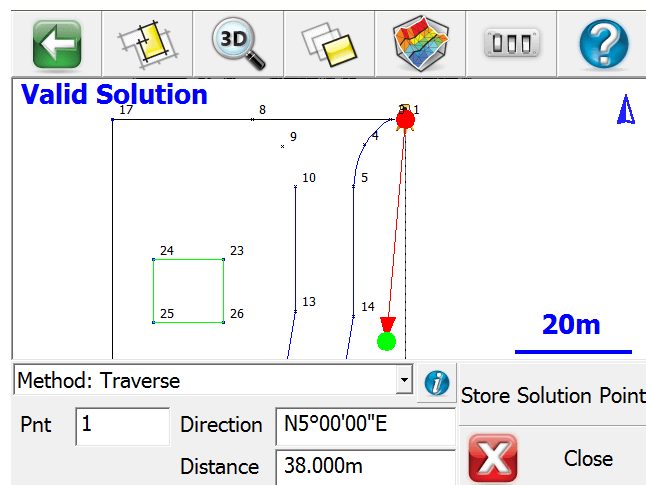 3D
Valid Solution
17 8 3 1
9 4
10 5
24 23
13 14
25 26
20m
Method: Traverse
Store Solution Point
Pnt 1 Direction N5°00'00"E
Distance 38.000m
Close